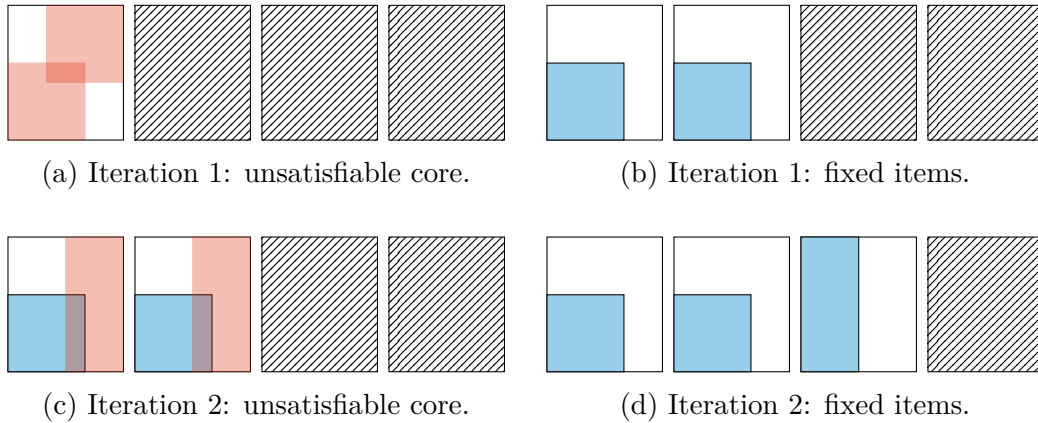 (a) Iteration 1: unsatisfiable core.
(b) Iteration 1: fixed items.
(c) Iteration 2: unsatisfiable core.
(d) Iteration 2: fixed items.